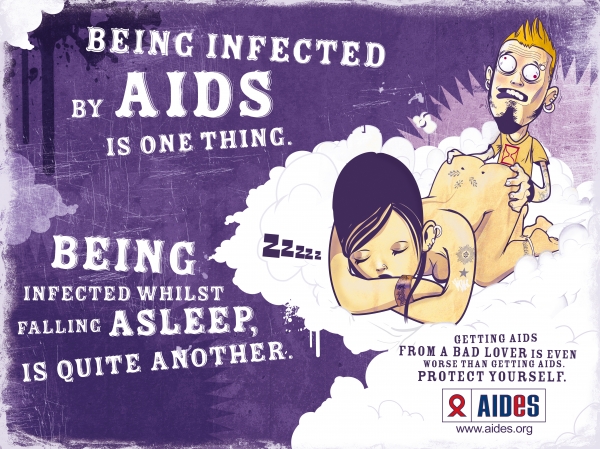 BEING INFECTED
BY AIDS
IS ONE THING.
BEING
INFECTED WHILST
FALLING ASLEEP,
IS QUITE ANOTHER.
Zzzzz
GETTING AIDS
FROM A BAD LOVER IS EVEN
WORSE THAN GETTING AIDS.
PROTECT YOURSELF.
AIDeS
www.aides.org